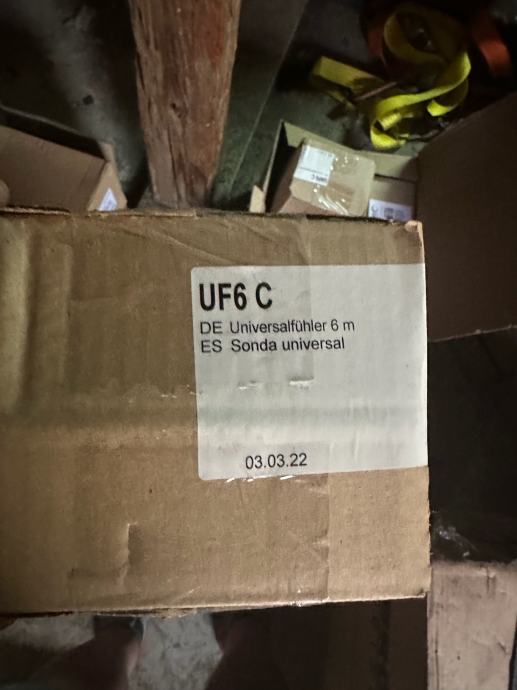 UF6 C
DE Universalfühler 6 m
ES Sonda universal
03.03.22